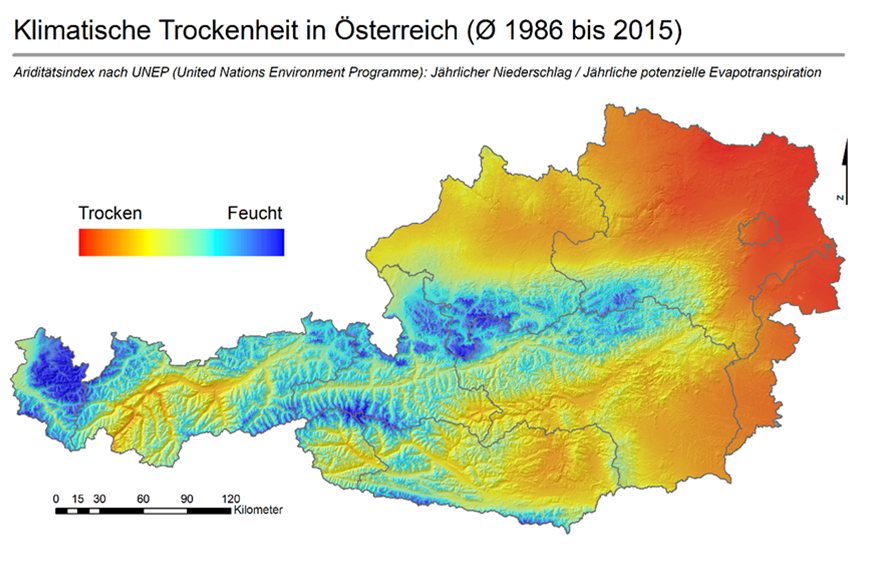 Klimatische Trockenheit in Österreich (Ø 1986 bis 2015)
Ariditätsindex nach UNEP (United Nations Environment Programme): Jährlicher Niederschlag / Jährliche potenzielle Evapotranspiration
Trocken Feucht
N
0 15 30 60 90 120
Kilometer